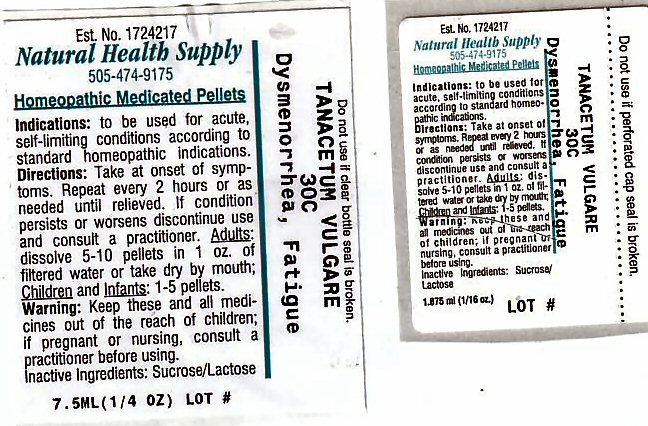 Est. No. 1724217
Natural Health Supply
505-474-9175
Homeopathic Medicated Pellets
Indications: to be used for acute,
self-limiting conditions according to
standard homeopathic indications.
Directions: Take at onset of symp-
toms. Repeat every 2 hours or as
needed until relieved. If condition
persists or worsens discontinue use
and consult a practitioner. Adults:
dissolve 5-10 pellets in 1 oz. of
filtered water or take dry by mouth;
Children and Infants: 1-5 pellets.
Warning: Keep these and all medi-
cines out of the reach of children;
if pregnant or nursing, consult a
practitioner before using.
Inactive Ingredients: Sucrose/Lactose
7.5ML(1/4 OZ) LOT #
Do not use if clear bottle seal is broken.
TANACETUM VULGARE
30C
Dysmenorrhea, Fatigue
Est. No. 1724217
Natural Health Supply
505-474-9175
Homeopathic Medicated Pellets
Indications: to be used for
acute, self-limiting conditions
according to standard homeo-
pathic indications.
Directions: Take at onset of
symptoms. Repeat every 2 hours
or as needed until relieved. If
condition persists or worsens
discontinue use and consult a
practitioner. Adults: dis-
solve 5-10 pellets in 1 oz. of fil-
tered water or take dry by mouth;
Children and Infants: 1-5 pellets.
Warning: Keep these and
all medicines out of the reach
of children; if pregnant or
nursing, consult a practitioner
before using.
Inactive Ingredients: Sucrose/
Lactose
1.875 ml (1/16 oz.) LOT #
Do not use if perforated cap seal is broken.
TANACETUM VULGARE
30C
Dysmenorrhea, Fatigue